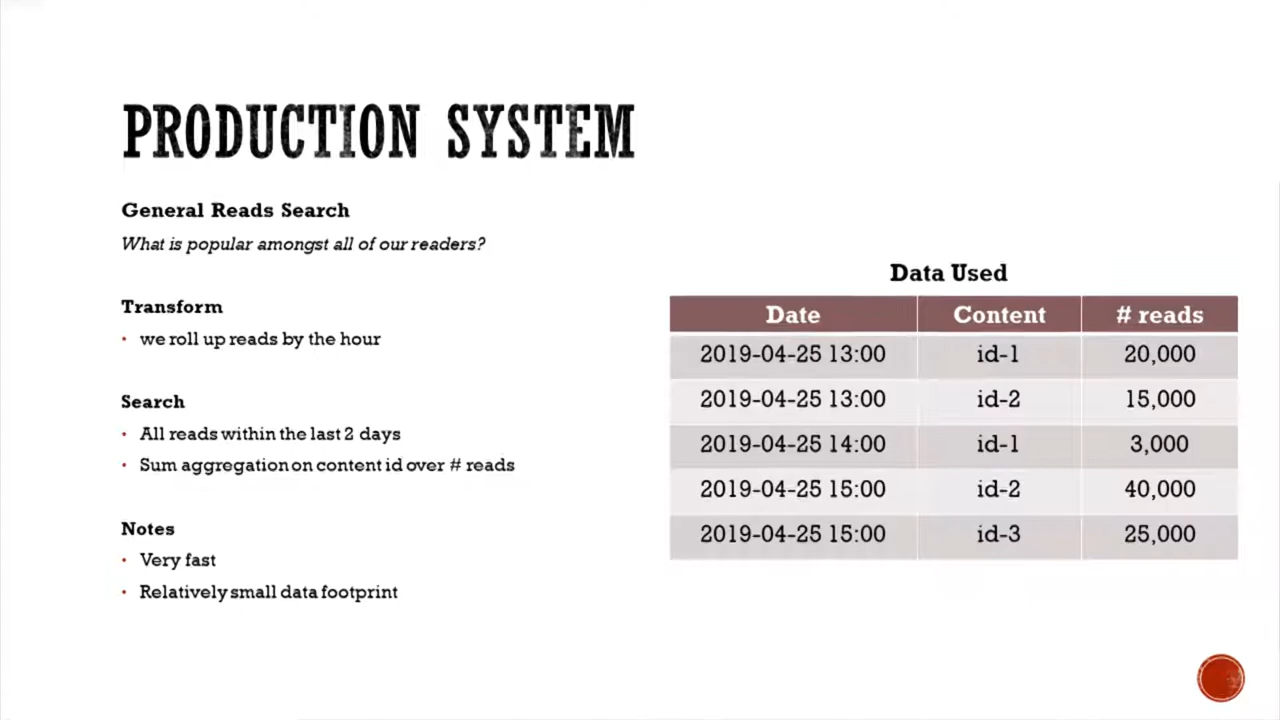 PRODUCTION SYSTEM
General Reads Search
What is popular amongst all of our readers?
Transform
• we roll up reads by the hour
Search
• All reads within the last 2 days
• Sum aggregation on content id over # reads
Notes
• Very fast
• Relatively small data footprint
Data Used
Date Content # reads
2019-04-25 13:00 id-1 20,000
2019-04-25 13:00 id-2 15,000
2019-04-25 14:00 id-1 3,000
2019-04-25 15:00 id-2 40,000
2019-04-25 15:00 id-3 25,000